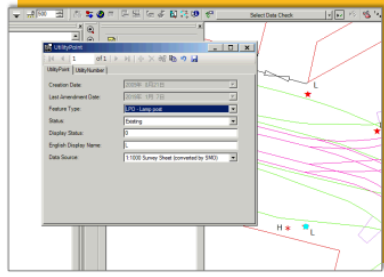 500
Select Data Check
UtilityPoint
1 of 1
UtilityPoint UtilityNumber
Creation Date:
Last Amendment Date:
Feature Type: LPO - Lamp post
Status: Existing
Display Status: 0
English Display Name: L
Data Source: 1:1000 Survey Sheet (converted by SMO)
L
H L